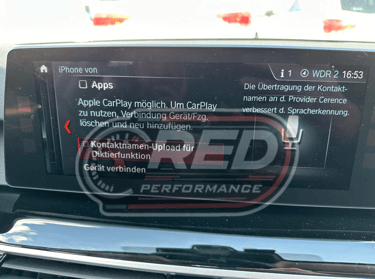 iPhone von
1 WDR 2 16:53
Apps
Apple CarPlay möglich. Um CarPlay
zu nutzen, Verbindung Gerät/Fzg.
löschen und neu hinzufügen.
Kontaktnamen-Upload für
Diktierfunktion
Gerät verbinden
Die Übertragung der Kontakt-
namen an d. Provider Cerence
verbessert d. Spracherkennung.
RED
PERFORMANCE